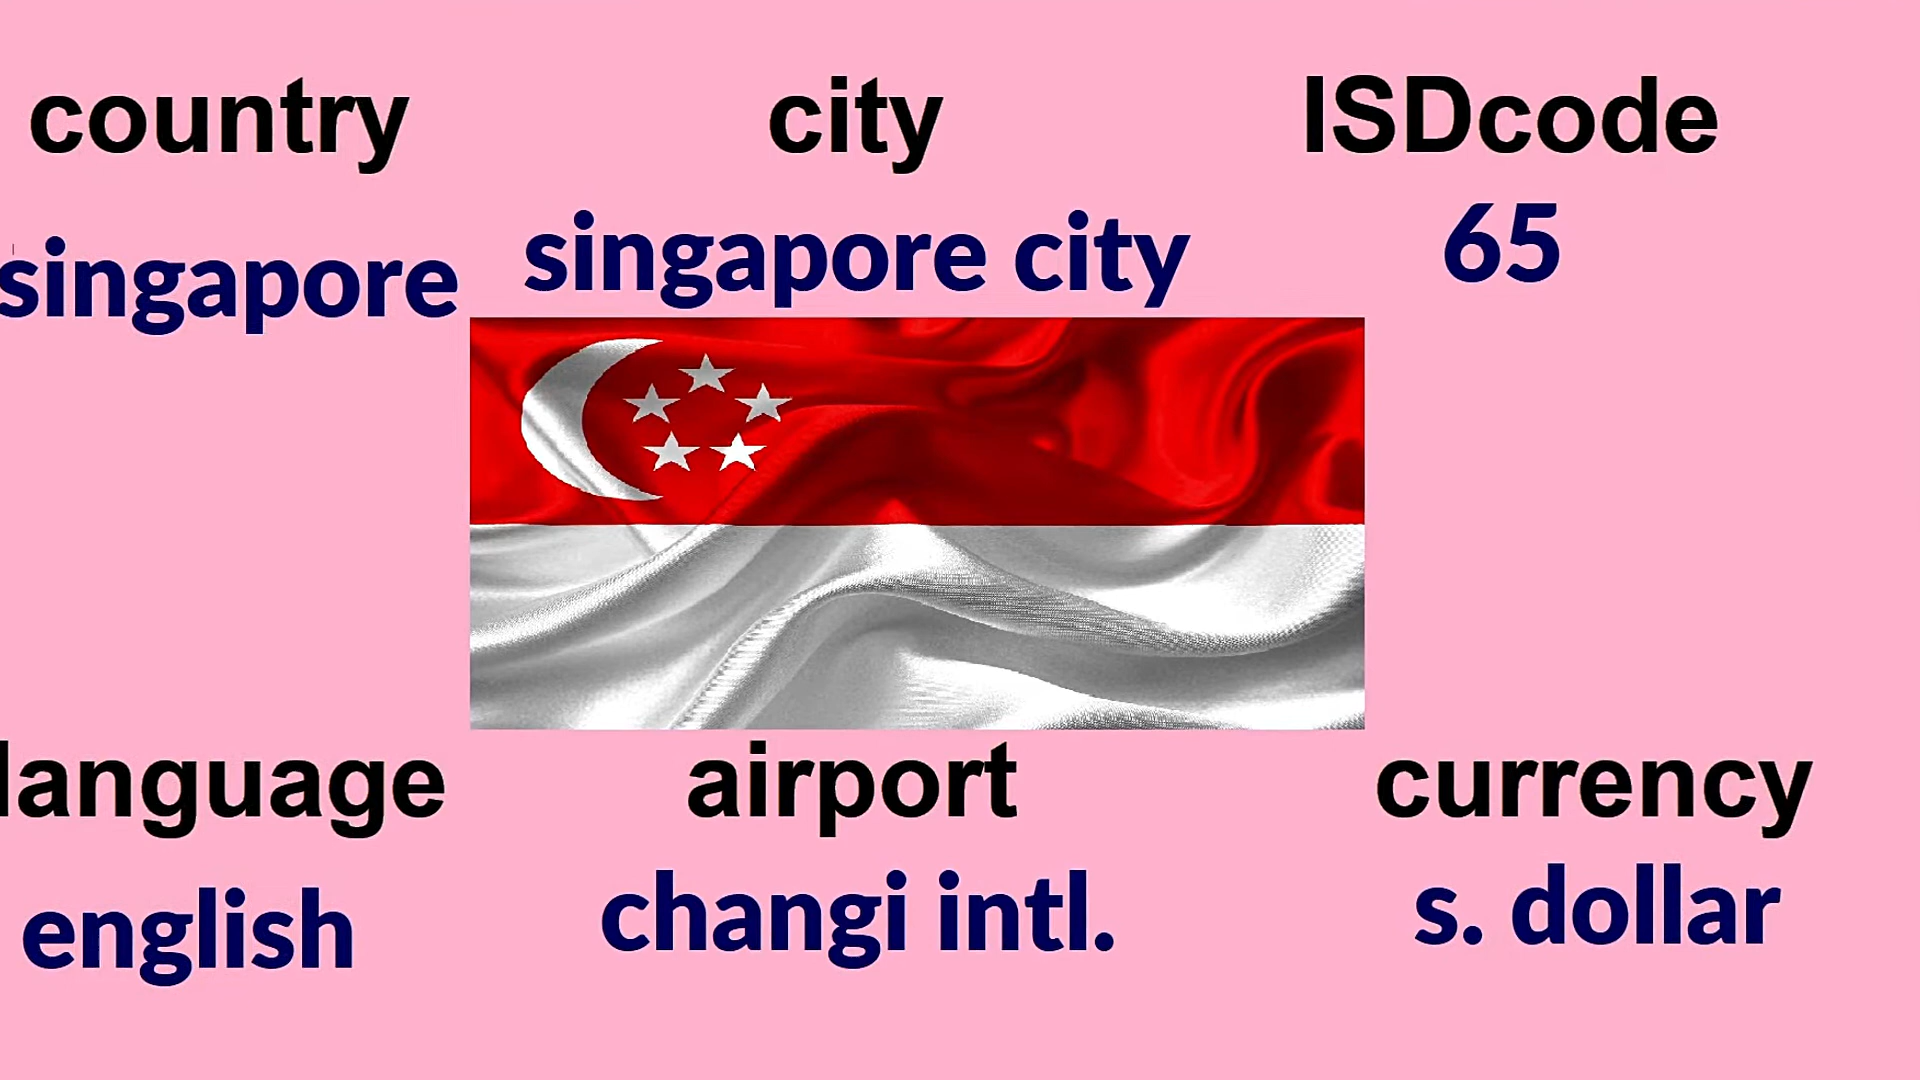 country city ISDcode
singapore singapore city 65
language airport currency
english changi intl. s. dollar